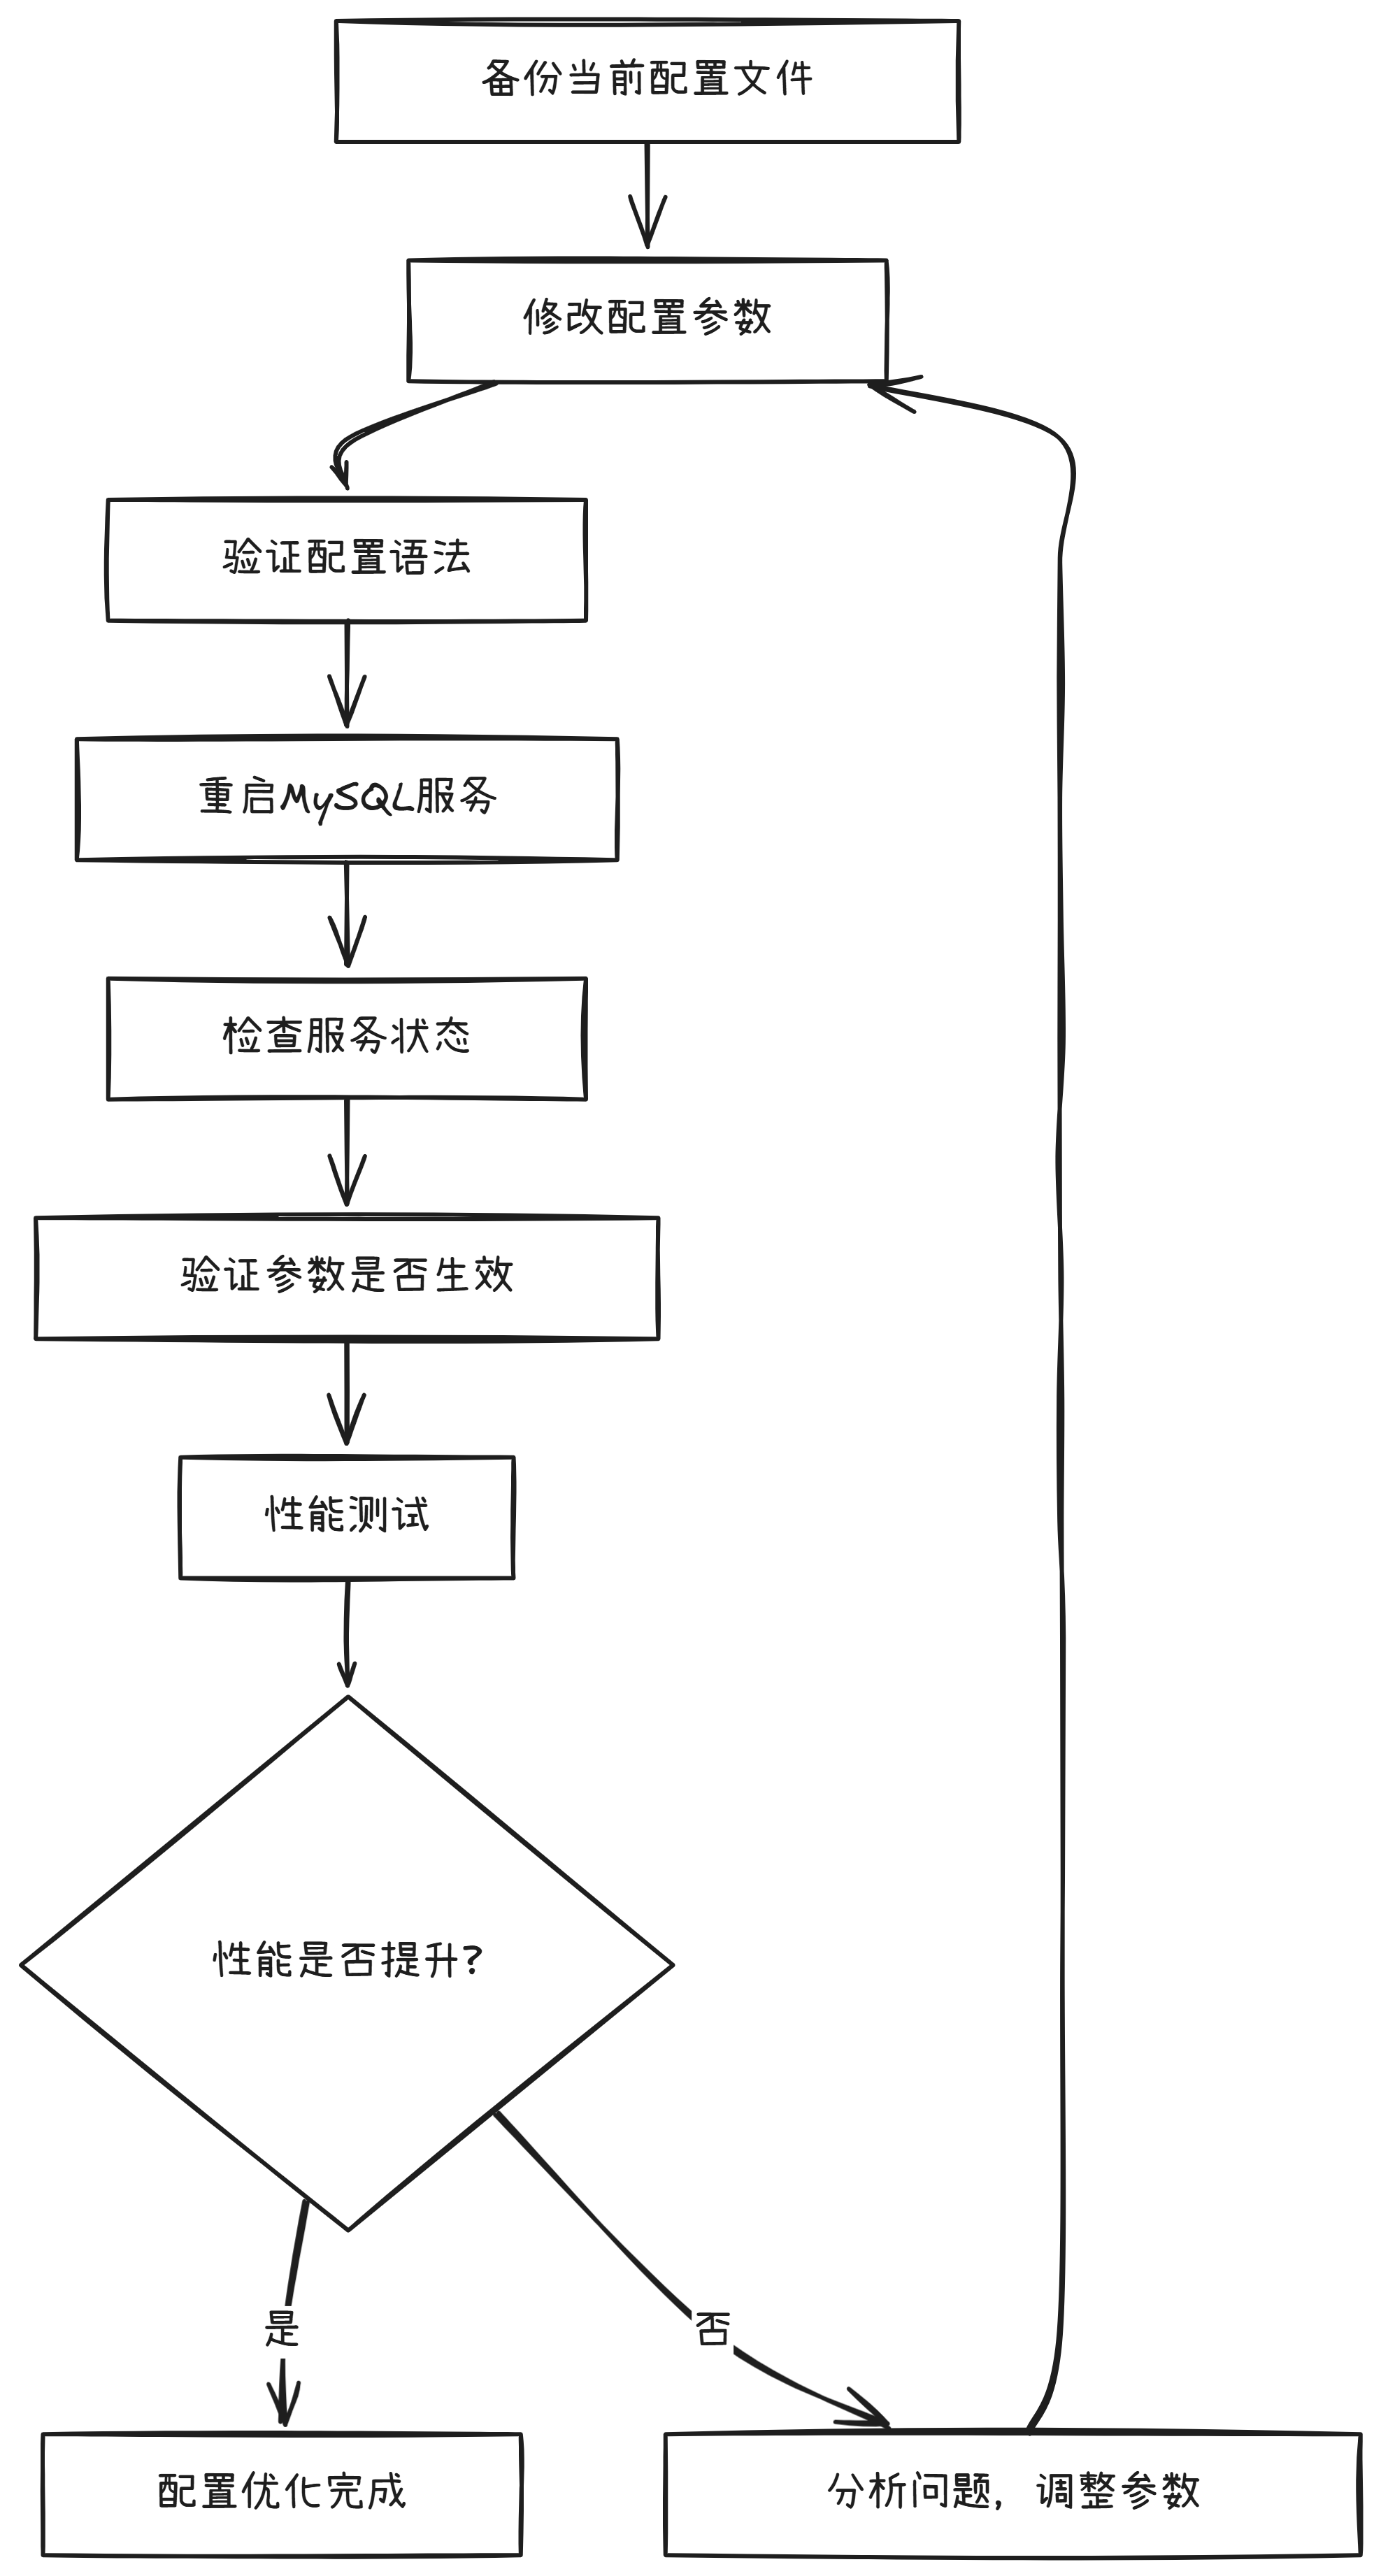 备份当前配置文件
修改配置参数
验证配置语法
重启MySQL服务
检查服务状态
验证参数是否生效
性能测试
性能是否提升?
是
否
配置优化完成
分析问题，调整参数